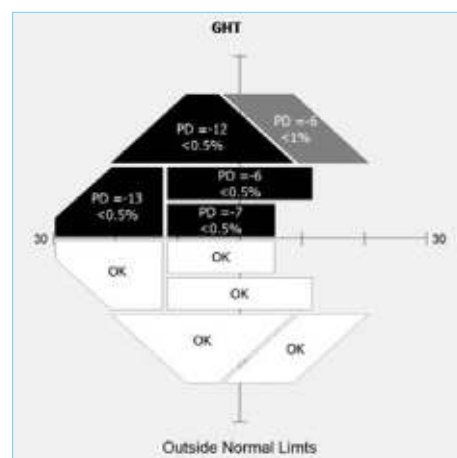 GHT
PD =-12
<0.5%
PD =-6
<1%
PD =-13
<0.5%
PD =-6
<0.5%
PD =-7
<0.5%
30
30
OK
OK
OK
OK
OK
Outside Normal Limts